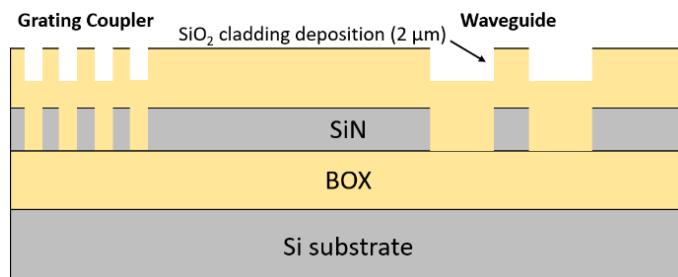 Grating Coupler
Waveguide
SiO₂ cladding deposition (2 μm)
SiN
BOX
Si substrate